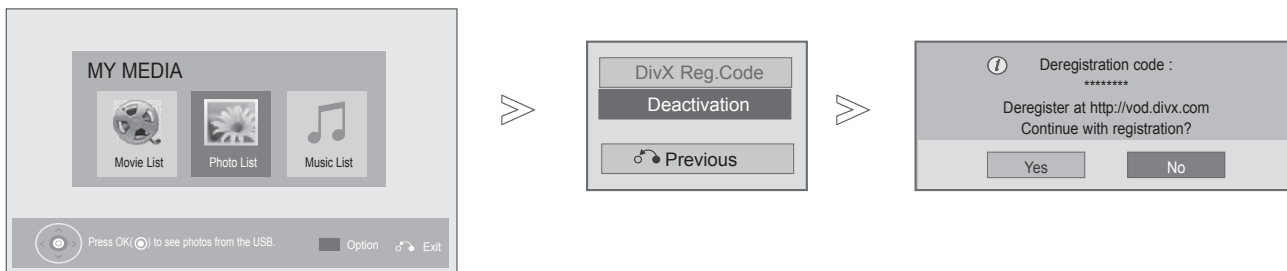 MY MEDIA
Movie List
Photo List
Music List
Press OK(◉) to see photos from the USB.
Option
Exit
DivX Reg.Code
Deactivation
Previous
i
Deregistration code :
********
Deregister at http://vod.divx.com
Continue with registration?
Yes
No